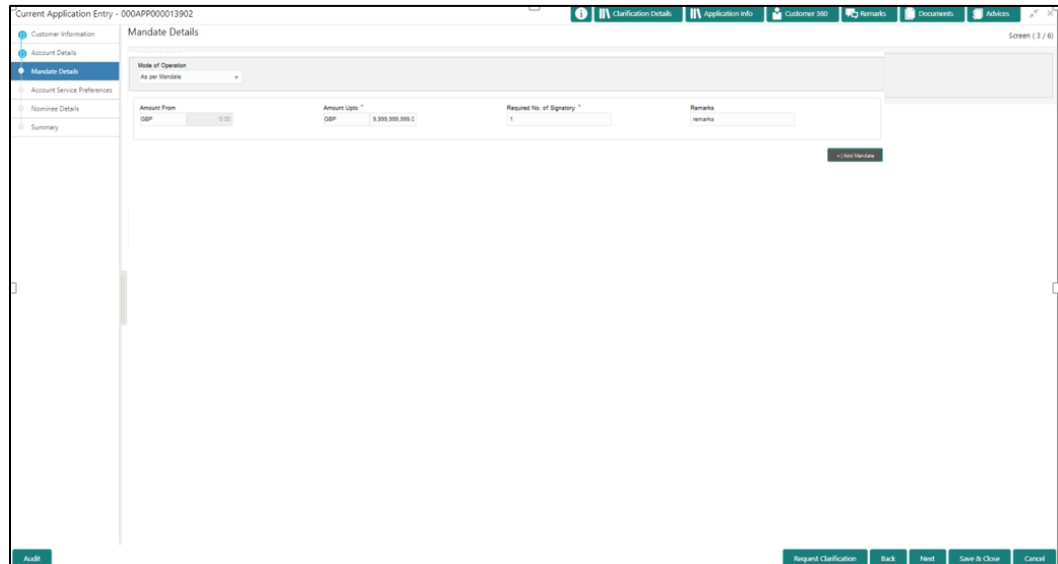 Current Application Entry - 000APP000013902
Clarification Details
Application Info
Customer 360
Remarks
Documents
Advices
Customer Information
Account Details
Mandate Details
Account Service Preferences
Nominee Details
Summary
Mandate Details
Screen ( 3 / 6)
Mode of Operation
As per Mandate
Amount From
Amount Upto *
Required No. of Signatory *
Remarks
GBP 0.00
GBP 9,999,999,999.0
1
remarks
+ | Add Mandate
Audit
Request Clarification
Back
Next
Save & Close
Cancel